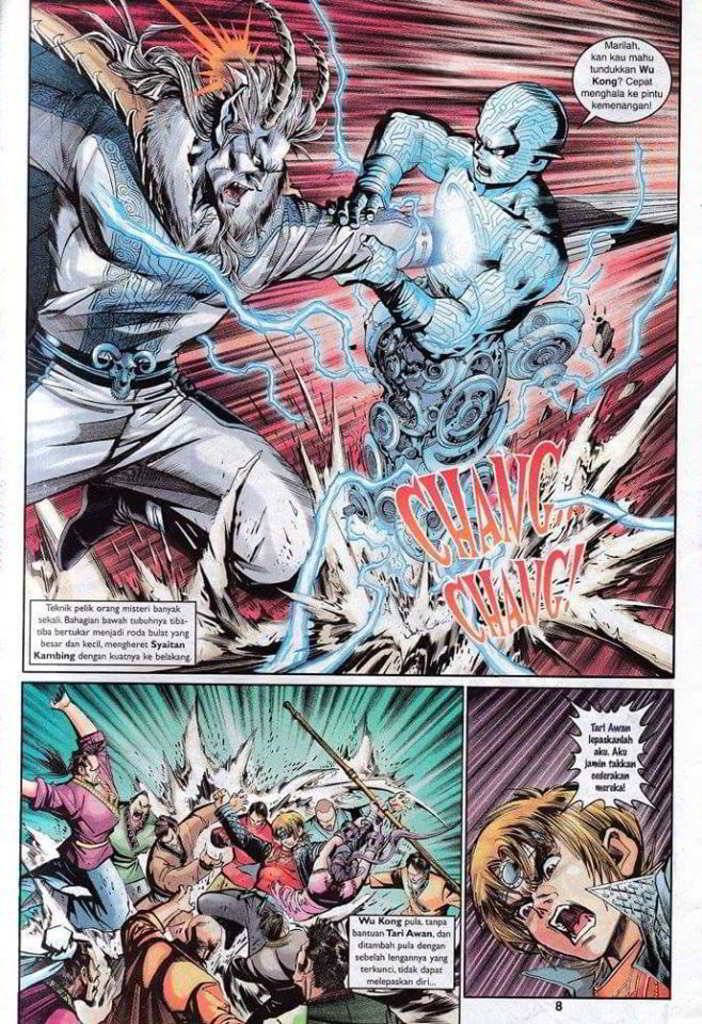 Marilah,
kan kau mahu
tundukkan Wu
Kong? Cepat
menghala ke pintu
kemenangan!
CHANG
CHANG!
Teknik pelik orang misteri banyak
sekali. Bahagian bawah tubuhnya tiba-
tiba bertukar menjadi roda bulat yang
besar dan kecil, mengheret Syaitan
Kambing dengan kuatnya ke belakang.
Tari Awan
lepaskanlah
aku. Aku
jamin takkan
cederakan
mereka!
Wu Kong pula, tanpa
bantuan Tari Awan, dan
ditambah pula dengan
lengannya yang
terkunci, tidak dapat
melepaskan diri...
8